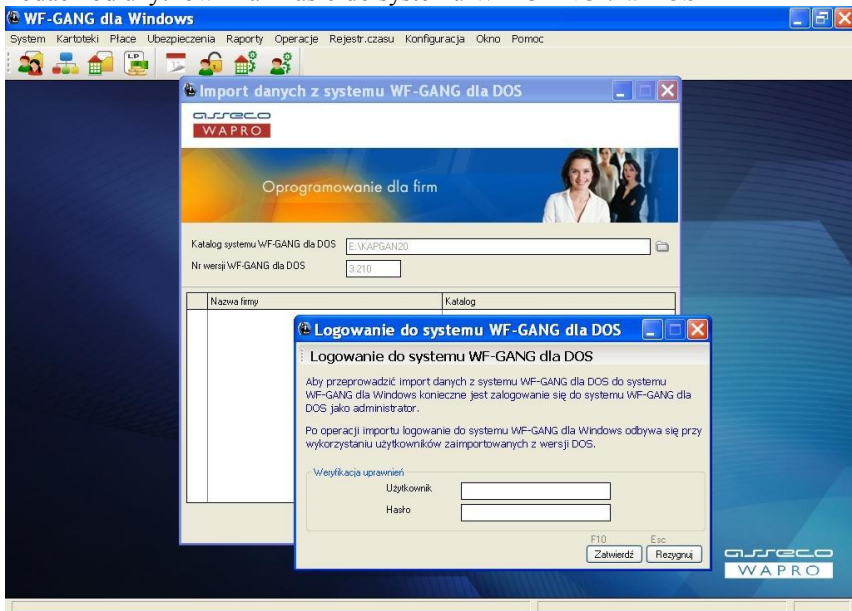 WF-GANG dla Windows
System Kartoteki Płace Ubezpieczenia Raporty Operacje Rejestr.czasu Konfiguracja Okno Pomoc
Import danych z systemu WF-GANG dla DOS
asseco
WAPRO
Oprogramowanie dla firm
Katalog systemu WF-GANG dla DOS E:\KAPGAN20
Nr wersji WF-GANG dla DOS 3.210
Nazwa firmy Katalog
Logowanie do systemu WF-GANG dla DOS
Logowanie do systemu WF-GANG dla DOS
Aby przeprowadzić import danych z systemu WF-GANG dla DOS do systemu
WF-GANG dla Windows konieczne jest zalogowanie się do systemu WF-GANG dla
DOS jako administrator.
Po operacji importu logowanie do systemu WF-GANG dla Windows odbywa się przy
wykorzystaniu użytkowników zaimportowanych z wersji DOS.
Weryfikacja uprawnień
Użytkownik
Hasło
F10 Esc
Zatwierdź Rezygnuj
asseco
WAPRO